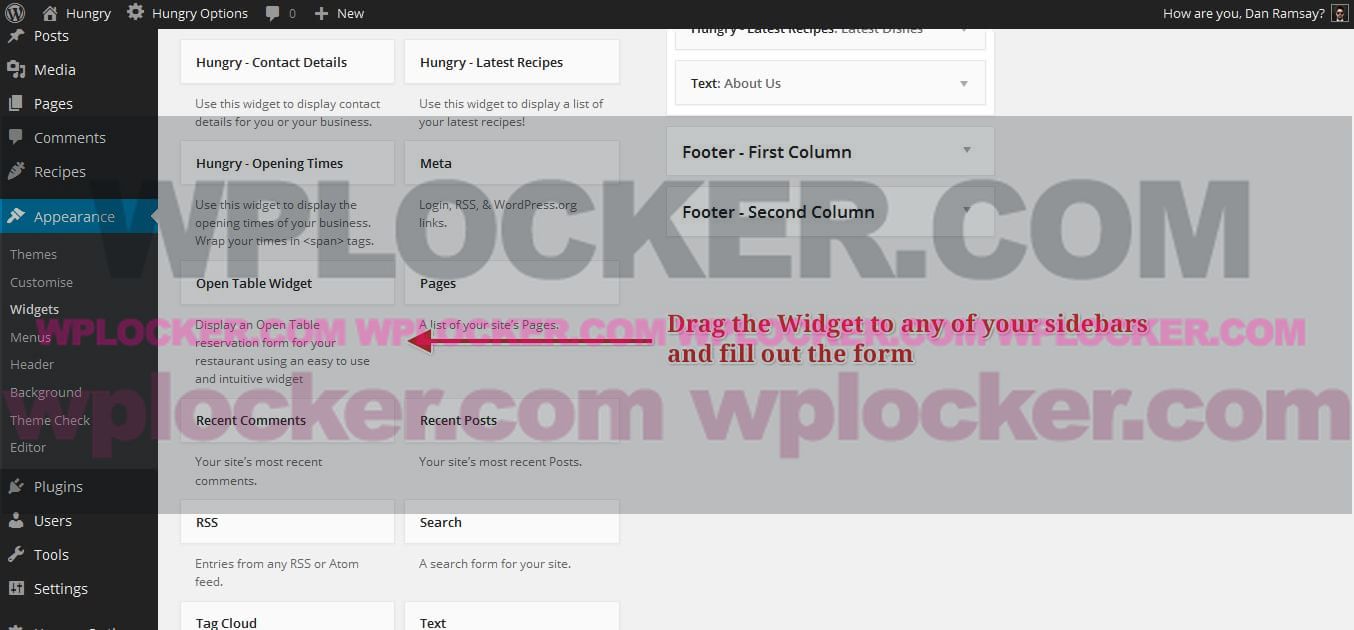 Hungry
Hungry Options
0
New
How are you, Dan Ramsay?
Posts
Media
Pages
Comments
Recipes
Appearance
Themes
Customise
Widgets
Menus
Header
Background
Theme Check
Editor
Plugins
Users
Tools
Settings
Hungry - Contact Details
Use this widget to display contact
details for you or your business.
Hungry - Latest Recipes
Use this widget to display a list of
your latest recipes!
Hungry - Opening Times
Use this widget to display the
opening times of your business.
Wrap your times in <span> tags.
Meta
Login, RSS, & WordPress.org
links.
Open Table Widget
Display an Open Table
reservation form for your
restaurant using an easy to use
and intuitive widget
Pages
A list of your site's Pages.
Recent Comments
Your site's most recent
comments.
Recent Posts
Your site's most recent Posts.
RSS
Entries from any RSS or Atom
feed.
Search
A search form for your site.
Tag Cloud
Text
Hungry - Latest Recipes: Latest Dishes
Text: About Us
Footer - First Column
Footer - Second Column
Drag the Widget to any of your sidebars
and fill out the form
WPLOCKER.COM
WPLOCKER.COM WPLOCKER.COM WPLOCKER.COM WPLOCKER.COM
wplocker.com wplocker.com